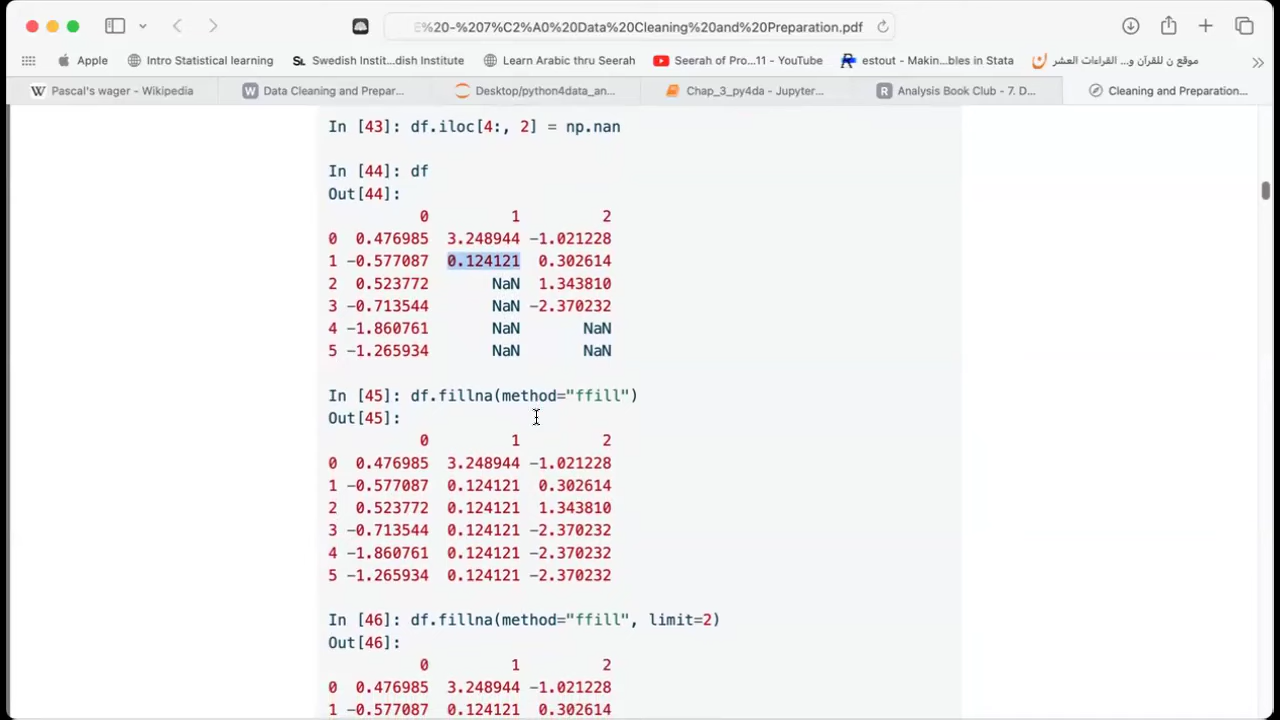 E%20-%207%C2%A0%20Data%20Cleaning%20and%20Preparation.pdf
Apple Intro Statistical learning SL Swedish Instit...dish Institute Learn Arabic thru Seerah Seerah of Pro...11 - YouTube estout - Makin...bles in Stata موقع ن للقرآن و... القراءات العشر
W Pascal's wager - Wikipedia W Data Cleaning and Prepar... Desktop/python4data_an... Chap_3_py4da - Jupyter... R Analysis Book Club - 7. D... Cleaning and Preparation...
In [43]: df.iloc[4:, 2] = np.nan
In [44]: df
Out[44]:
0 1 2
0 0.476985 3.248944 -1.021228
1 -0.577087 0.124121 0.302614
2 0.523772 NaN 1.343810
3 -0.713544 NaN -2.370232
4 -1.860761 NaN NaN
5 -1.265934 NaN NaN
In [45]: df.fillna(method="ffill")
Out[45]:
0 1 2
0 0.476985 3.248944 -1.021228
1 -0.577087 0.124121 0.302614
2 0.523772 0.124121 1.343810
3 -0.713544 0.124121 -2.370232
4 -1.860761 0.124121 -2.370232
5 -1.265934 0.124121 -2.370232
In [46]: df.fillna(method="ffill", limit=2)
Out[46]:
0 1 2
0 0.476985 3.248944 -1.021228
1 -0.577087 0.124121 0.302614